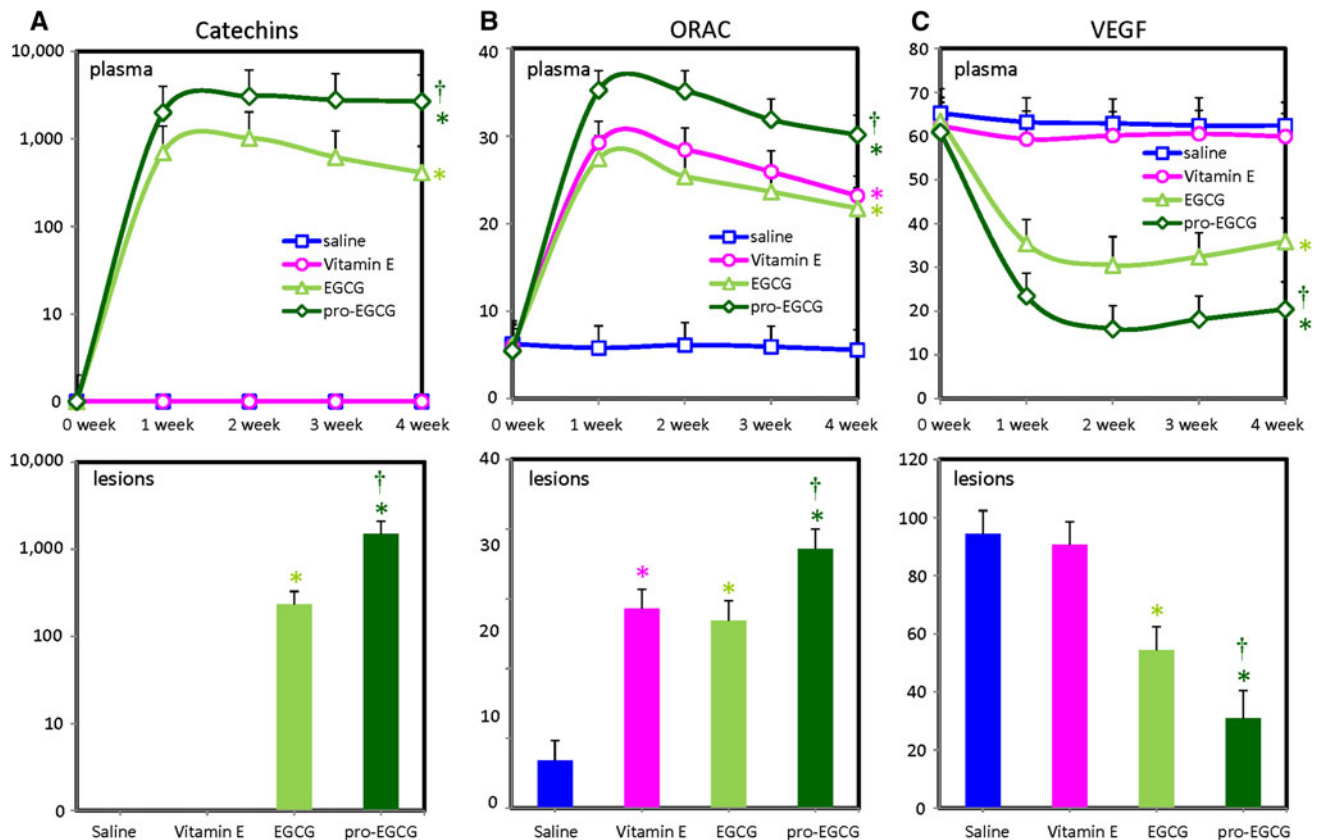 A Catechins
10,000
plasma
†
*
1,000
*
100
saline
Vitamin E
EGCG
pro-EGCG
10
0
0 week 1 week 2 week 3 week 4 week
B ORAC
40
plasma
†
*
30
*
*
20
saline
Vitamin E
EGCG
pro-EGCG
10
0
0 week 1 week 2 week 3 week 4 week
C VEGF
80
plasma
70
60
saline
Vitamin E
50
EGCG
pro-EGCG
40
*
30
†
20
*
10
0
0 week 1 week 2 week 3 week 4 week
10,000
lesions
†
*
1,000
*
100
10
0
Saline Vitamin E EGCG pro-EGCG
40
lesions
†
*
30
* *
20
10
0
Saline Vitamin E EGCG pro-EGCG
120
lesions
100
80
*
60
†
*
40
20
0
Saline Vitamin E EGCG pro-EGCG